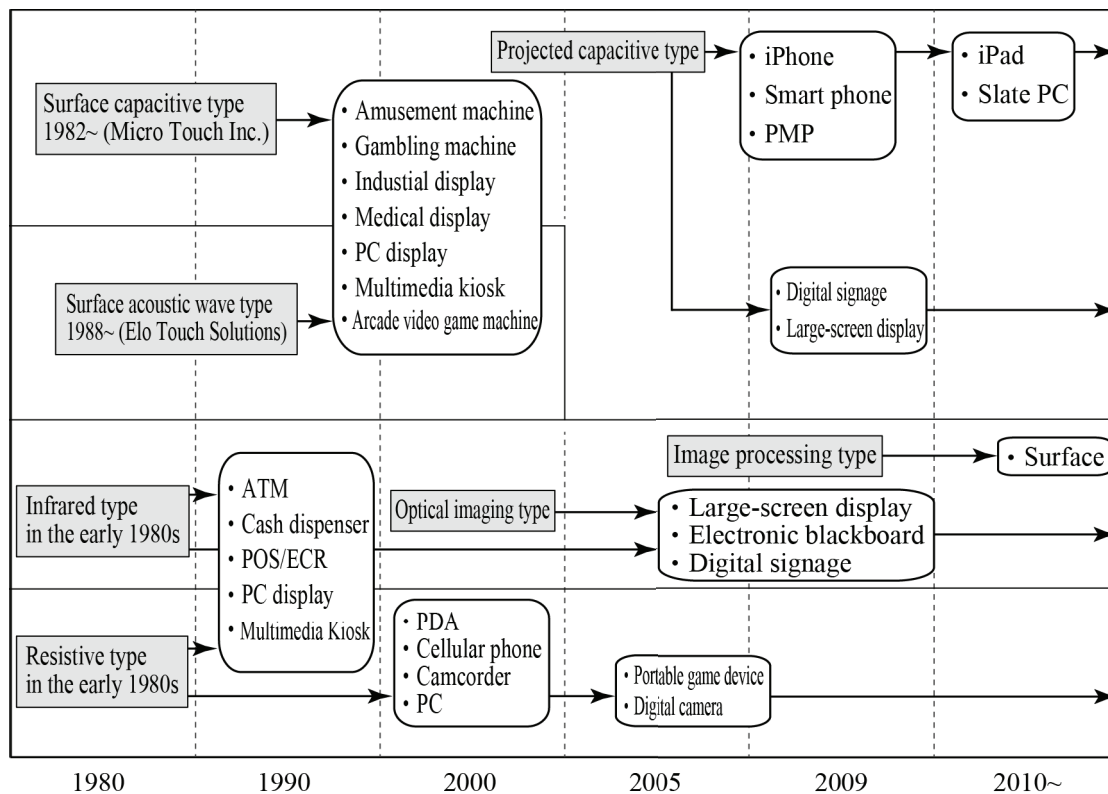 Projected capacitive type
• iPhone
• Smart phone
• PMP
• iPad
• Slate PC
Surface capacitive type
1982~ (Micro Touch Inc.)
• Amusement machine
• Gambling machine
• Industial display
• Medical display
• PC display
• Multimedia kiosk
• Arcade video game machine
Surface acoustic wave type
1988~ (Elo Touch Solutions)
• Digital signage
• Large-screen display
Image processing type
• Surface
Infrared type
in the early 1980s
• ATM
• Cash dispenser
• POS/ECR
• PC display
• Multimedia Kiosk
Optical imaging type
• Large-screen display
• Electronic blackboard
• Digital signage
Resistive type
in the early 1980s
• PDA
• Cellular phone
• Camcorder
• PC
• Portable game device
• Digital camera
1980 1990 2000 2005 2009 2010~